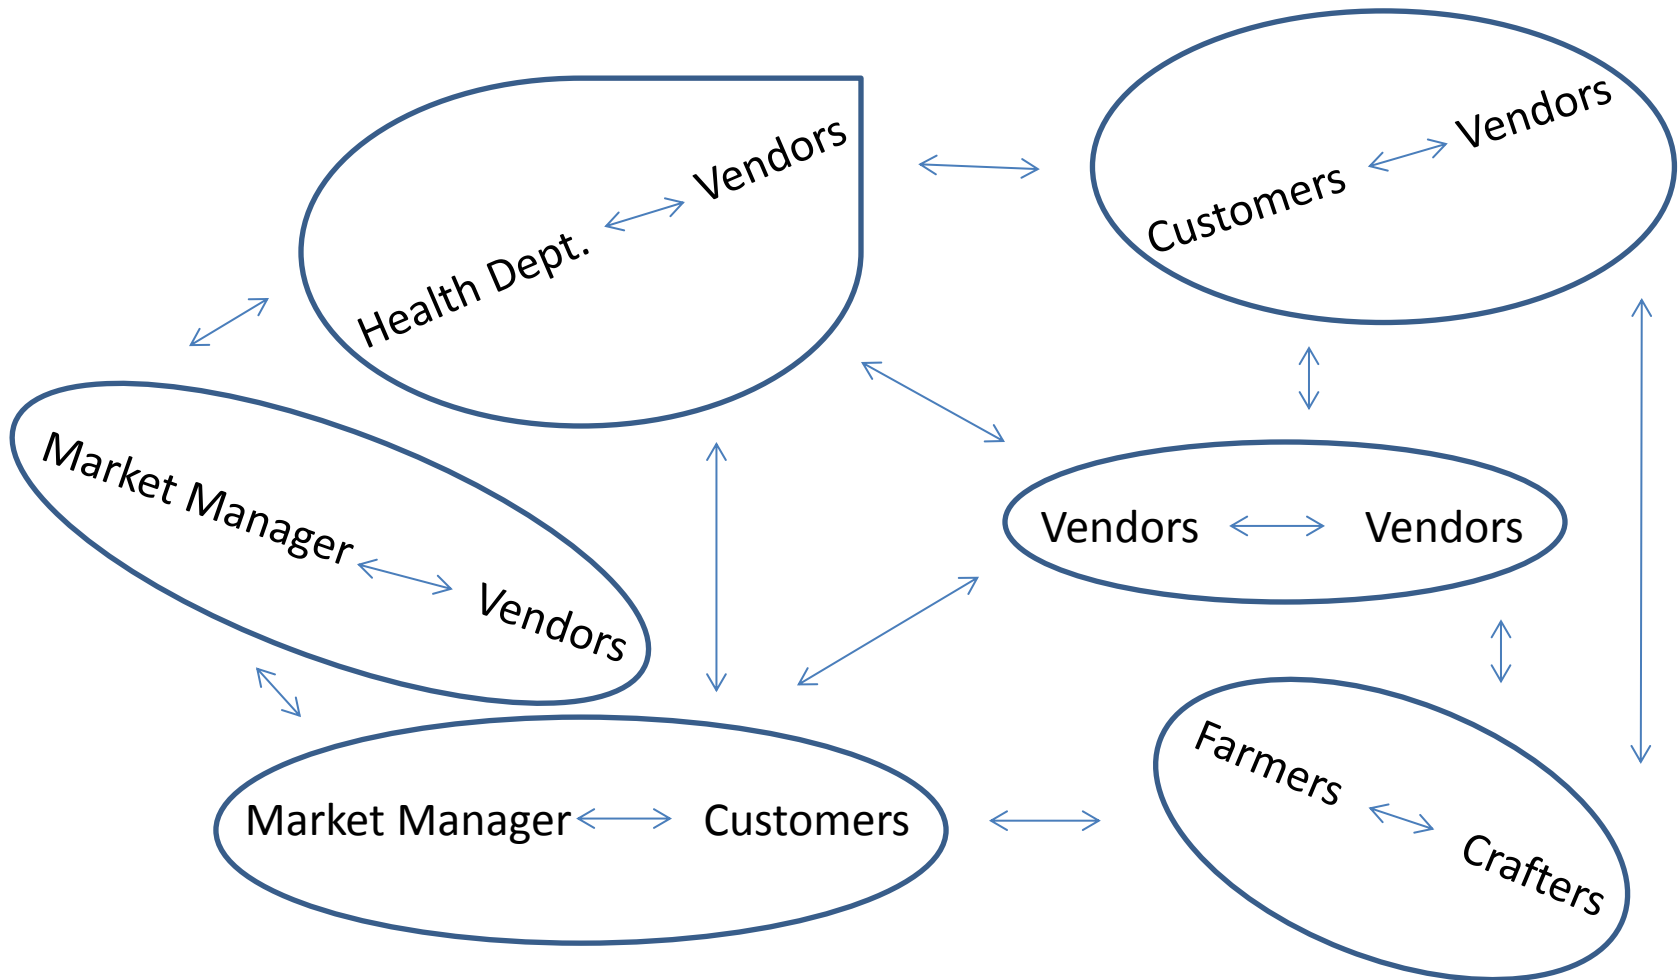 Health Dept.
Vendors
Customers
Vendors
Market Manager
Vendors
Vendors
Vendors
Market Manager
Customers
Farmers
Crafters